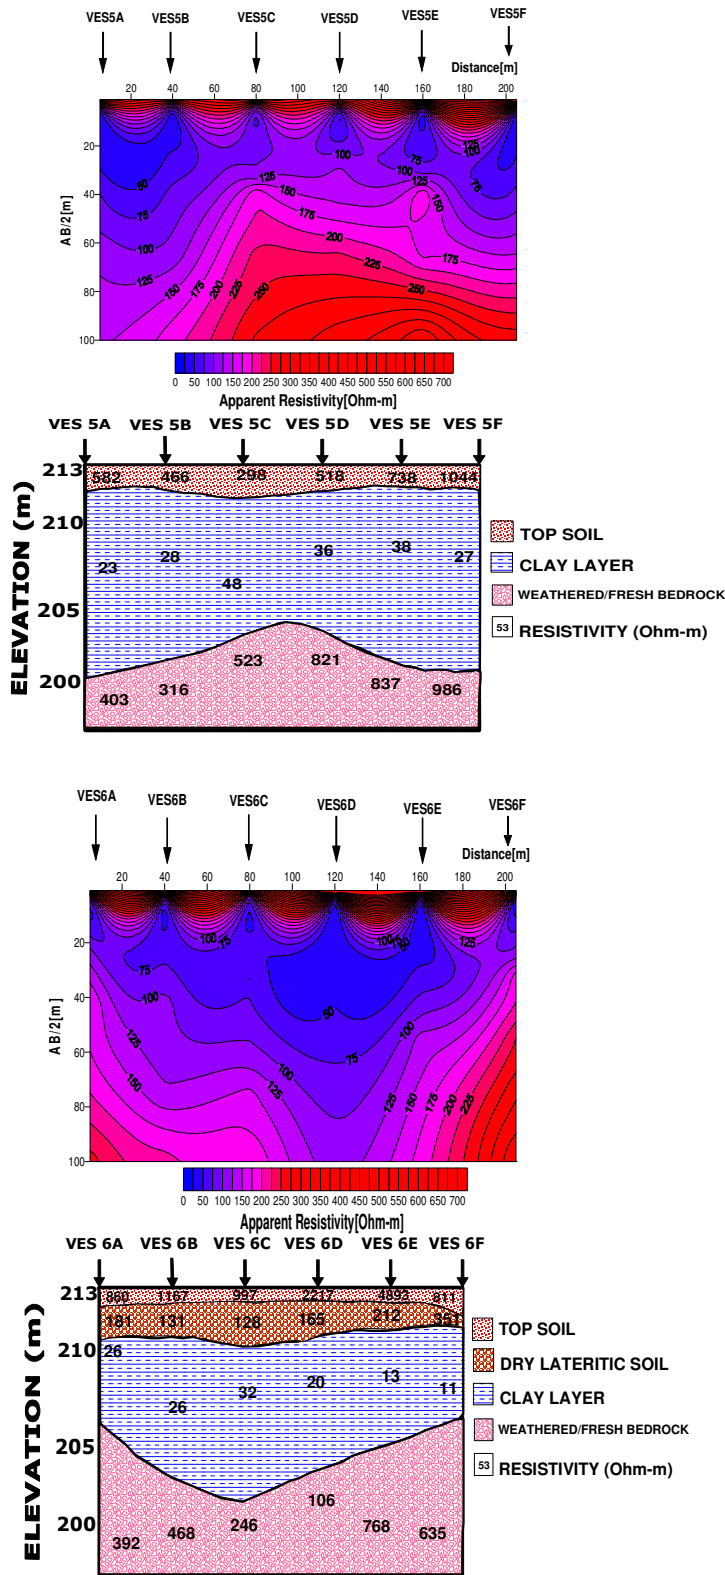 VES5A VES5B VES5C VES5D VES5E VES5F
Distance[m]
20 40 60 80 100 120 140 160 180 200
AB/2[m]
20
40
60
80
100
50
75
100
125
150
175
200
225
250
125
150
175
200
225
250
100
75
100
125
150
175
125
100
75
0 50 100 150 200 250 300 350 400 450 500 550 600 650 700
Apparent Resistivity[Ohm-m]
VES 5A VES 5B VES 5C VES 5D VES 5E VES 5F
ELEVATION (m)
213
210
205
200
582 466 298 518 738 1044
23 28 48 36 38 27
403 316 523 821 837 986
TOP SOIL
CLAY LAYER
WEATHERED/FRESH BEDROCK
53 RESISTIVITY (Ohm-m)
VES6A VES6B VES6C VES6D VES6E VES6F
Distance[m]
20 40 60 80 100 120 140 160 180 200
AB/2[m]
20
40
60
80
100
100
75
75
100
125
150
50
75
100
125
100
125
100
125
150
175
200
225
0 50 100 150 200 250 300 350 400 450 500 550 600 650 700
Apparent Resistivity[Ohm-m]
VES 6A VES 6B VES 6C VES 6D VES 6E VES 6F
ELEVATION (m)
213
210
205
200
860 1167 997 2217 4893 811
181 131 128 165 212 351
26 26 32 20 13 11
392 468 246 106 768 635
TOP SOIL
DRY LATERITIC SOIL
CLAY LAYER
WEATHERED/FRESH BEDROCK
53 RESISTIVITY (Ohm-m)